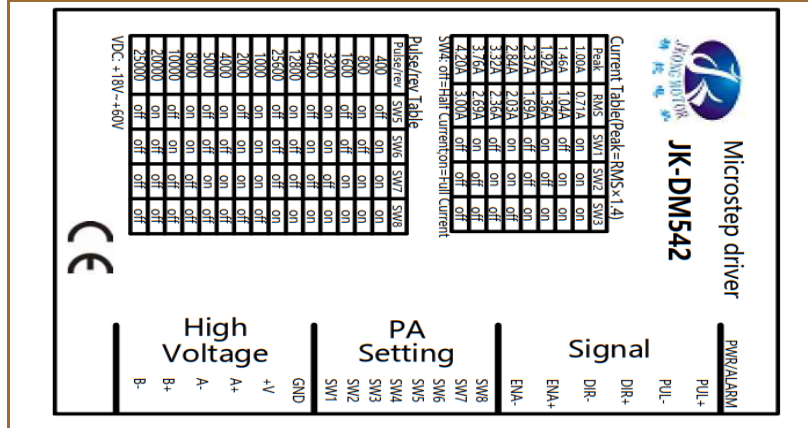 JKONG MOTOR
Microstep driver
JK-DM542
Current Table(Peak=RMS×1.4)
Peak RMS SW1 SW2 SW3
1.00A 0.71A on on on
1.46A 1.04A off on on
1.92A 1.36A on off on
2.37A 1.69A off off on
2.84A 2.03A on on off
3.32A 2.36A off on off
3.76A 2.69A on off off
4.20A 3.00A off off off
SW4: off=Half Current;on=Full Current
Pulse/rev Table
Pulse/rev SW5 SW6 SW7 SW8
400 off on on on
800 on off on on
1600 off off on on
3200 on on off on
6400 off on off on
12800 on off off on
25600 off off off on
1000 on on on off
2000 off on on off
4000 on off on off
5000 off off on off
8000 on on off off
10000 off on off off
20000 on off off off
25000 off off off off
VDC: +18V~+60V
CE
PWR/ALARM
Signal
PUL+
PUL-
DIR+
DIR-
ENA+
ENA-
PA
Setting
SW8
SW7
SW6
SW5
SW4
SW3
SW2
SW1
High
Voltage
GND
+V
A+
A-
B+
B-